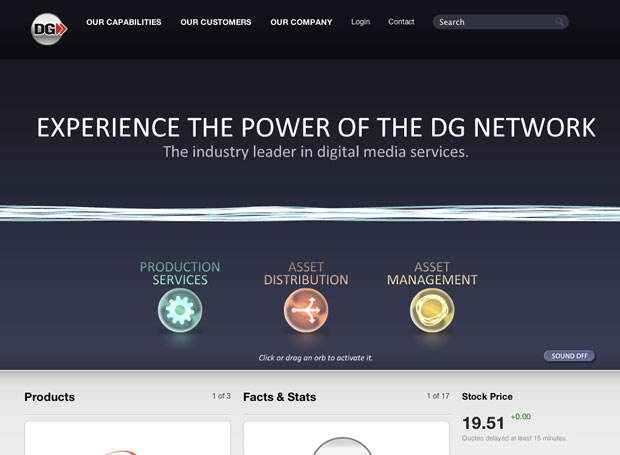 DG
OUR CAPABILITIES OUR CUSTOMERS OUR COMPANY Login Contact Search
EXPERIENCE THE POWER OF THE DG NETWORK
The industry leader in digital media services.
PRODUCTION
SERVICES
ASSET
DISTRIBUTION
ASSET
MANAGEMENT
Click or drag an orb to activate it.
SOUND OFF
Products 1 of 3
Facts & Stats 1 of 17
Stock Price
19.51 +0.00
Quotes delayed at least 15 minutes.